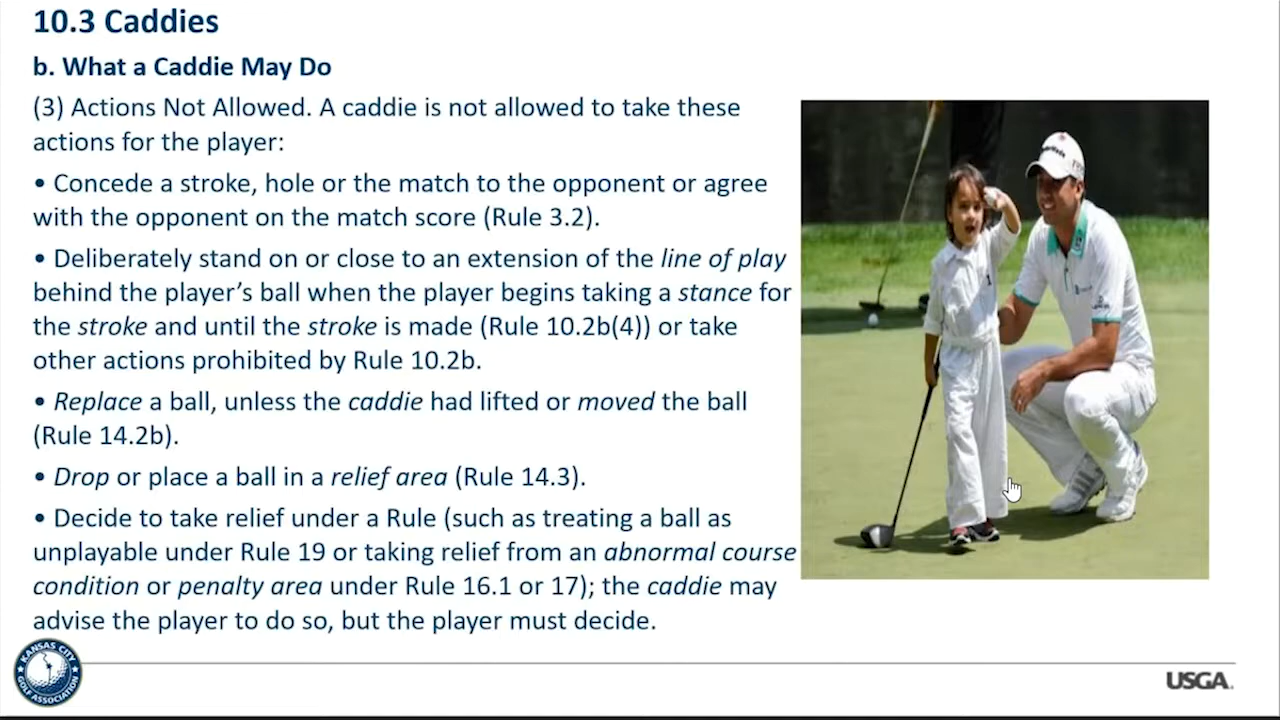 10.3 Caddies
b. What a Caddie May Do
(3) Actions Not Allowed. A caddie is not allowed to take these
actions for the player:
• Concede a stroke, hole or the match to the opponent or agree
with the opponent on the match score (Rule 3.2).
• Deliberately stand on or close to an extension of the line of play
behind the player’s ball when the player begins taking a stance for
the stroke and until the stroke is made (Rule 10.2b(4)) or take
other actions prohibited by Rule 10.2b.
• Replace a ball, unless the caddie had lifted or moved the ball
(Rule 14.2b).
• Drop or place a ball in a relief area (Rule 14.3).
• Decide to take relief under a Rule (such as treating a ball as
unplayable under Rule 19 or taking relief from an abnormal course
condition or penalty area under Rule 16.1 or 17); the caddie may
advise the player to do so, but the player must decide.
KANSAS CITY
GOLF ASSOCIATION
USGA.